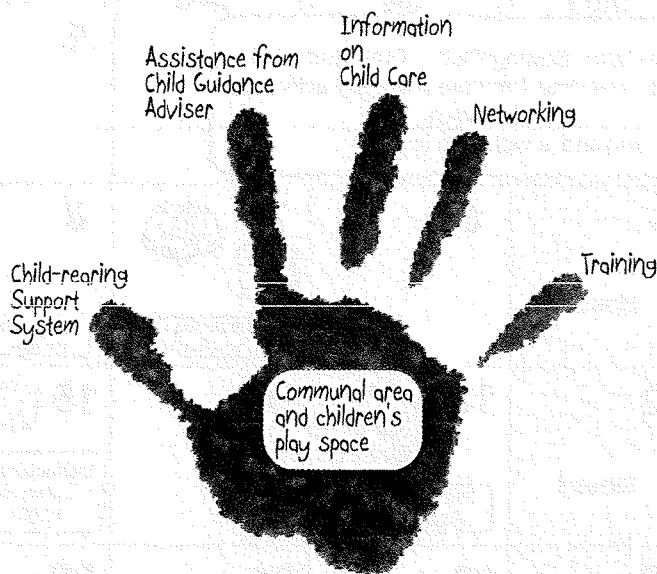 Information
on
Child Care
Assistance from
Child Guidance
Adviser
Networking
Training
Child-rearing
Support
System
Communal area
and children's
play space